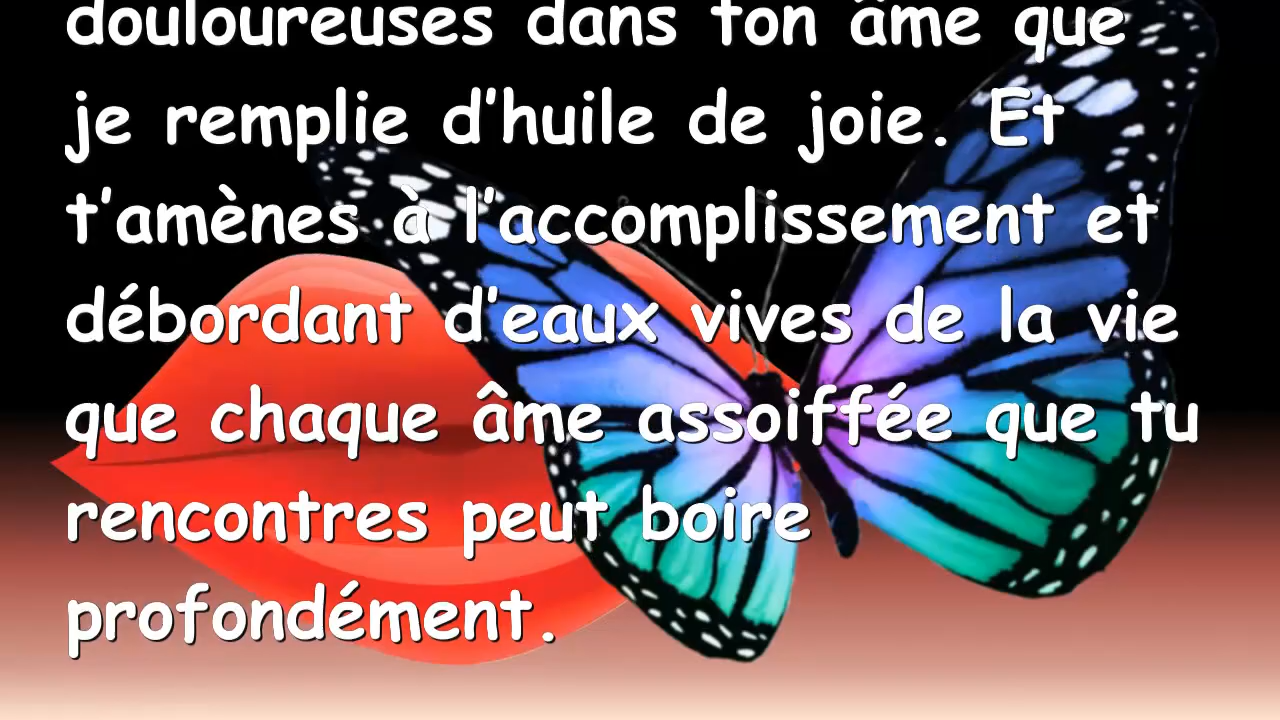 douloureuses dans ton âme que
je remplie d’huile de joie. Et
t’amènes à l’accomplissement et
débordant d’eaux vives de la vie
que chaque âme assoiffée que tu
rencontres peut boire
profondément.